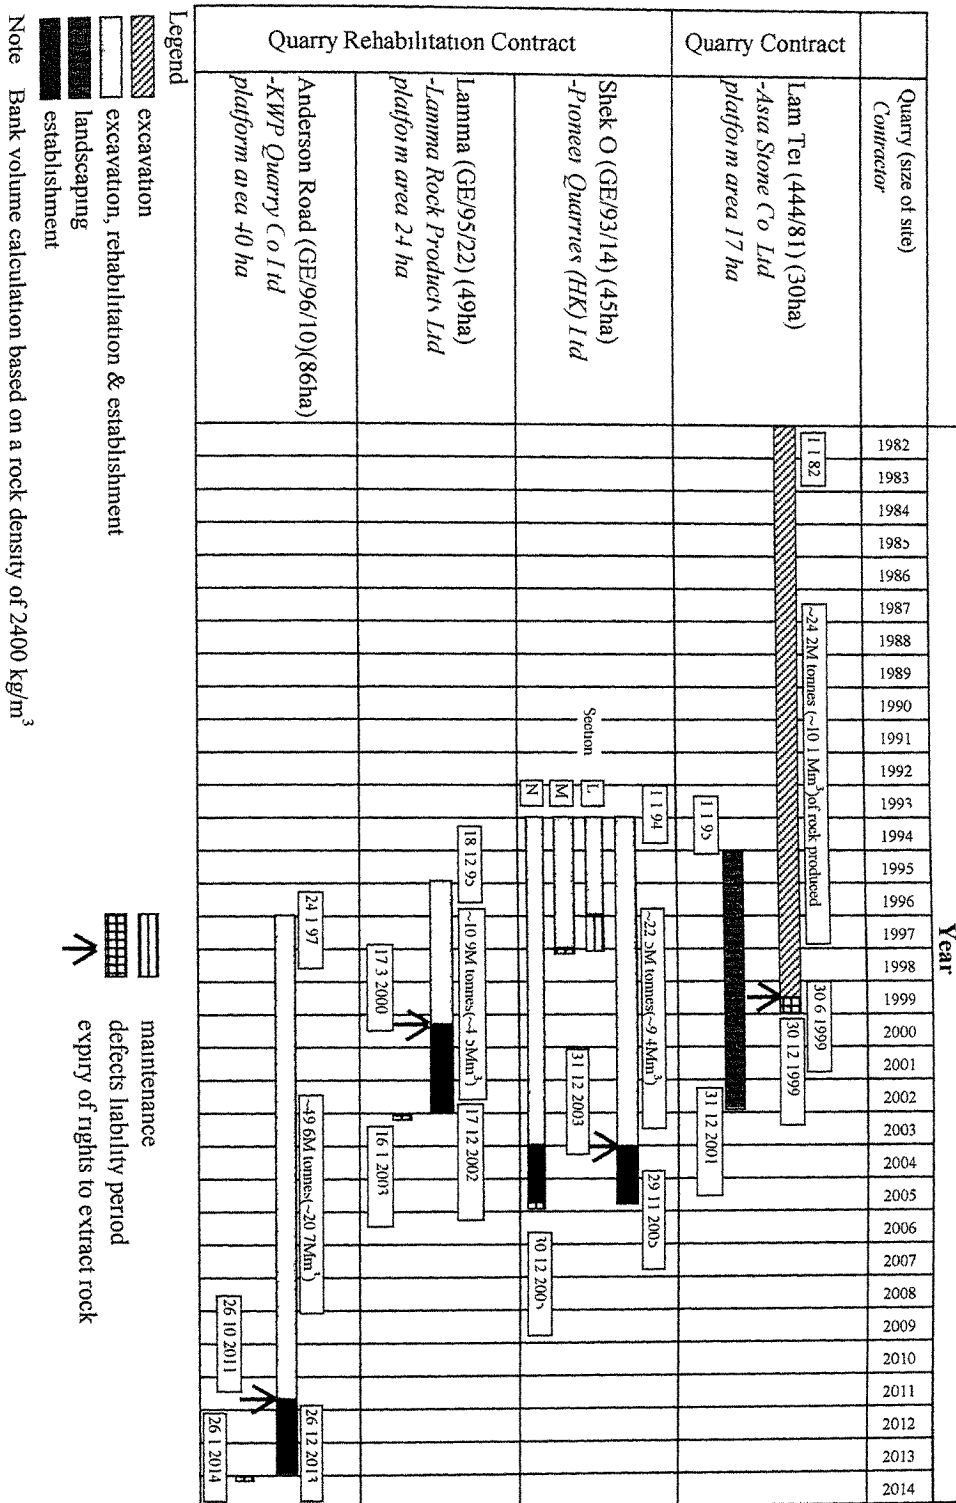 Year
Quarry (size of site)
Contractor
1982
1983
1984
1985
1986
1987
1988
1989
1990
1991
1992
1993
1994
1995
1996
1997
1998
1999
2000
2001
2002
2003
2004
2005
2006
2007
2008
2009
2010
2011
2012
2013
2014
Quarry Contract
Lam Tei (444/81) (30ha)
-Asia Stone Co Ltd
platform area 17 ha
1 1 82
~24 2M tonnes (~10 1 Mm³)of rock produced
30 6 1999
30 12 1999
1 1 95
31 12 2001
Quarry Rehabilitation Contract
Shek O (GE/93/14) (45ha)
-Pioneer Quarries (HK) Ltd
1 1 94
~22 5M tonnes(~9 4Mm³)
29 11 2005
31 12 2003
Section
L
M
N
30 12 2005
Lamma (GE/95/22) (49ha)
-Lamma Rock Products Ltd
platform area 24 ha
18 12 95
~10 9M tonnes(~4 5Mm³)
17 12 2002
17 3 2000
16 1 2003
Anderson Road (GE/96/10)(86ha)
-KWP Quarry Co Ltd
platform area 40 ha
24 1 97
~49 6M tonnes(~20 7Mm³)
26 12 2013
26 10 2011
26 1 2014
Legend
excavation
excavation, rehabilitation & establishment
landscaping
establishment
maintenance
defects liability period
expiry of rights to extract rock
Note Bank volume calculation based on a rock density of 2400 kg/m³